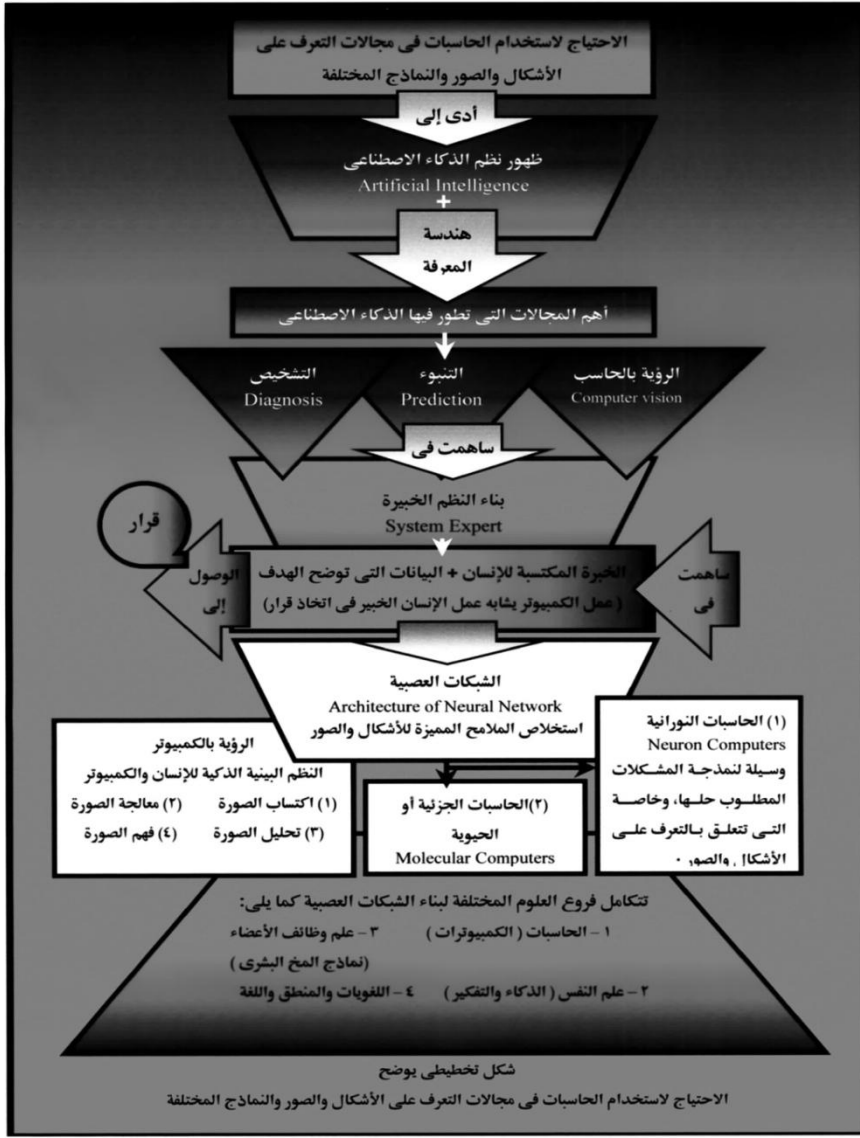 الاحتياج لاستخدام الحاسبات فى مجالات التعرف على
الأشكال والصور والنماذج المختلفة
أدى إلى
ظهور نظم الذكاء الاصطناعى
Artificial Intelligence
+
هندسة
المعرفة
أهم المجالات التى تطور فيها الذكاء الاصطناعى
الرؤية بالحاسب
Computer vision
التنبوء
Prediction
التشخيص
Diagnosis
ساهمت فى
بناء النظم الخبيرة
System Expert
ساهمت
فى
الخبرة المكتسبة للإنسان + البيانات التى توضح الهدف
(عمل الكمبيوتر يشابه عمل الإنسان الخبير فى اتخاذ قرار)
الوصول
إلى
قرار
الشبكات العصبية
Architecture of Neural Network
استخلاص الملامح المميزة للأشكال والصور
(١) الحاسبات النورانية
Neuron Computers
وسيلة لنمذجة المشكلات
المطلوب حلها، وخاصة
التى تتعلق بالتعرف على
الأشكال والصور ٠
(٢)الحاسبات الجزئية أو
الحيوية
Molecular Computers
الرؤية بالكمبيوتر
النظم البينية الذكية للإنسان والكمبيوتر
(١) اكتساب الصورة (٢) معالجة الصورة
(٣) تحليل الصورة (٤) فهم الصورة
تتكامل فروع العلوم المختلفة لبناء الشبكات العصبية كما يلى:
١ – الحاسبات ( الكمبيوترات ) ٣ – علم وظائف الأعضاء
(نماذج المخ البشرى )
٢ – علم النفس ( الذكاء والتفكير ) ٤ – اللغويات والمنطق واللغة
شكل تخطيطى يوضح
الاحتياج لاستخدام الحاسبات فى مجالات التعرف على الأشكال والصور والنماذج المختلفة